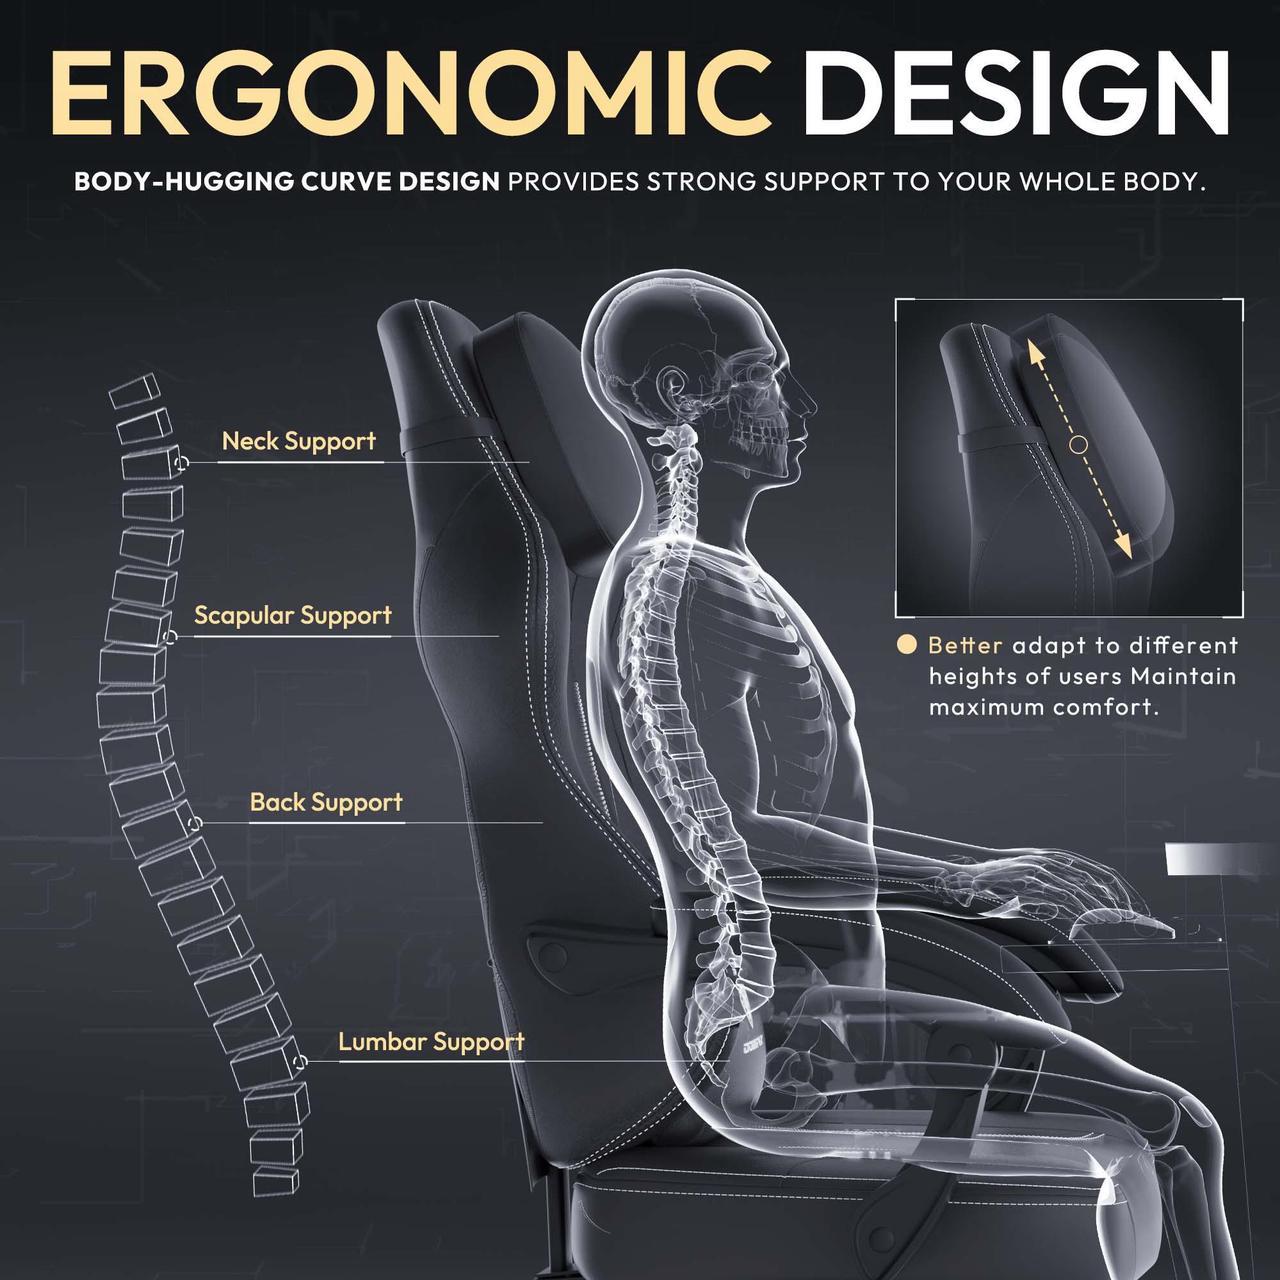 ERGONOMIC DESIGN
BODY-HUGGING CURVE DESIGN PROVIDES STRONG SUPPORT TO YOUR WHOLE BODY.
Neck Support
Scapular Support
Back Support
Lumbar Support
Better adapt to different
heights of users Maintain
maximum comfort.